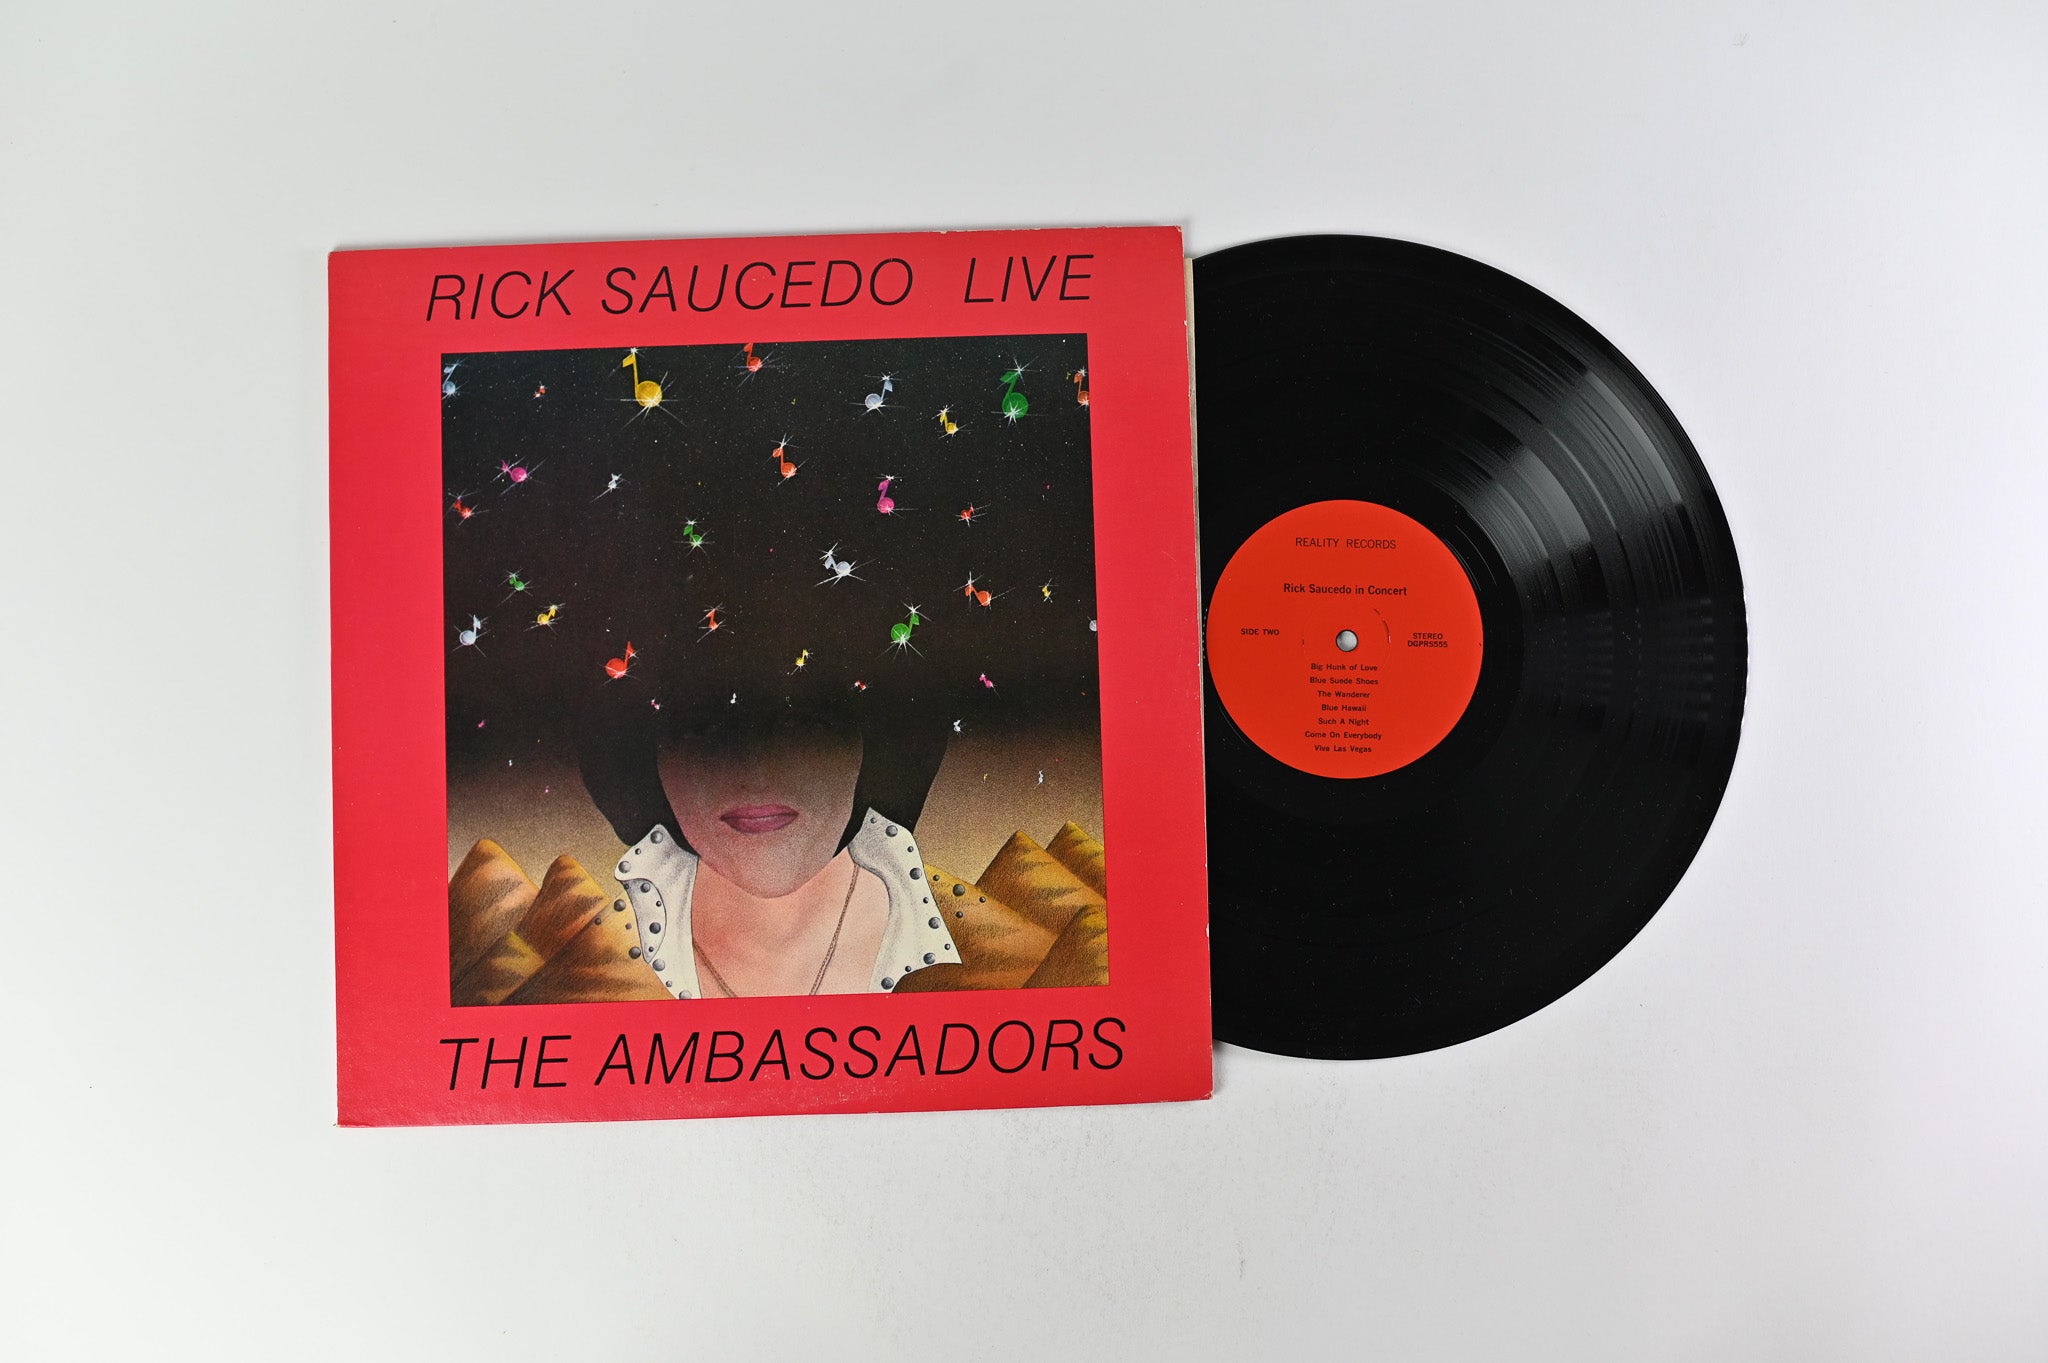 RICK SAUCEDO LIVE
THE AMBASSADORS
REALITY RECORDS
Rick Saucedo in Concert
SIDE TWO
STEREO
DGPRS555
Big Hunk of Love
Blue Suede Shoes
The Wanderer
Blue Hawaii
Such A Night
Come On Everybody
Viva Las Vegas